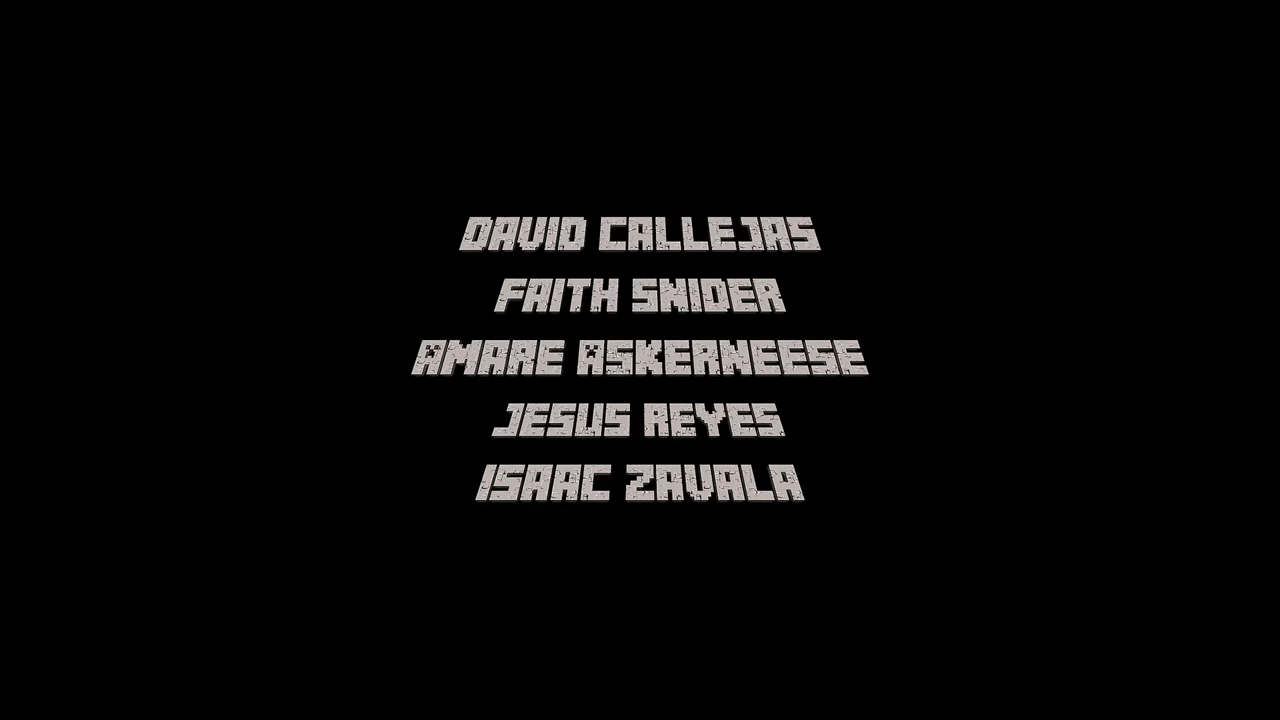 DAVID CALLEJAS
FAITH SNIDER
AMARE ASKERNEESE
JESUS REYES
ISAAC ZAVALA